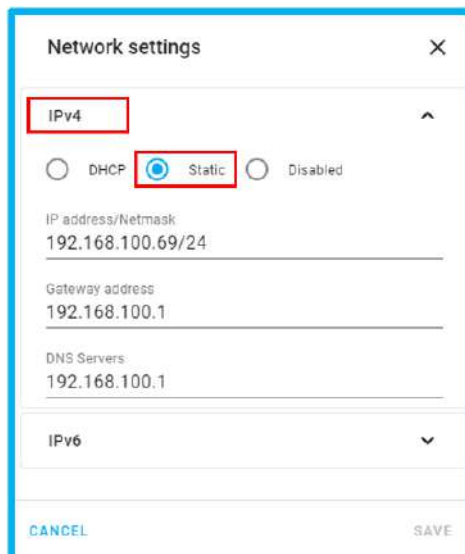 Network settings
IPv4
DHCP Static Disabled
IP address/Netmask
192.168.100.69/24
Gateway address
192.168.100.1
DNS Servers
192.168.100.1
IPv6
CANCEL SAVE